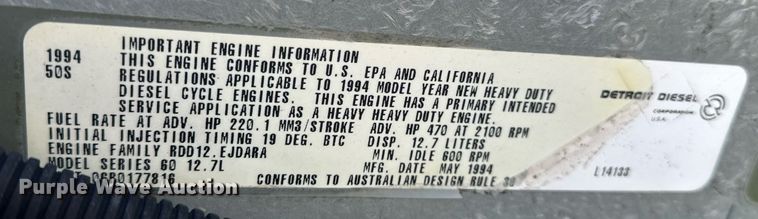 1994
50S
IMPORTANT ENGINE INFORMATION
THIS ENGINE CONFORMS TO U.S. EPA AND CALIFORNIA
REGULATIONS APPLICABLE TO 1994 MODEL YEAR NEW HEAVY DUTY
DIESEL CYCLE ENGINES. THIS ENGINE HAS A PRIMARY INTENDED
SERVICE APPLICATION AS A HEAVY HEAVY DUTY ENGINE.
FUEL RATE AT ADV. HP 220.1 MM3/STROKE ADV. HP 470 AT 2100 RPM
INITIAL INJECTION TIMING 19 DEG. BTC DISP. 12.7 LITERS
ENGINE FAMILY RDD12.EJDARA MIN. IDLE 600 RPM
MODEL SERIES 60 12.7L MFG. DATE MAY 1994
06R0177816 CONFORMS TO AUSTRALIAN DESIGN RULE 30
DETROIT DIESEL
CORPORATION
U.S.A.
L14133
Purple Wave Auction